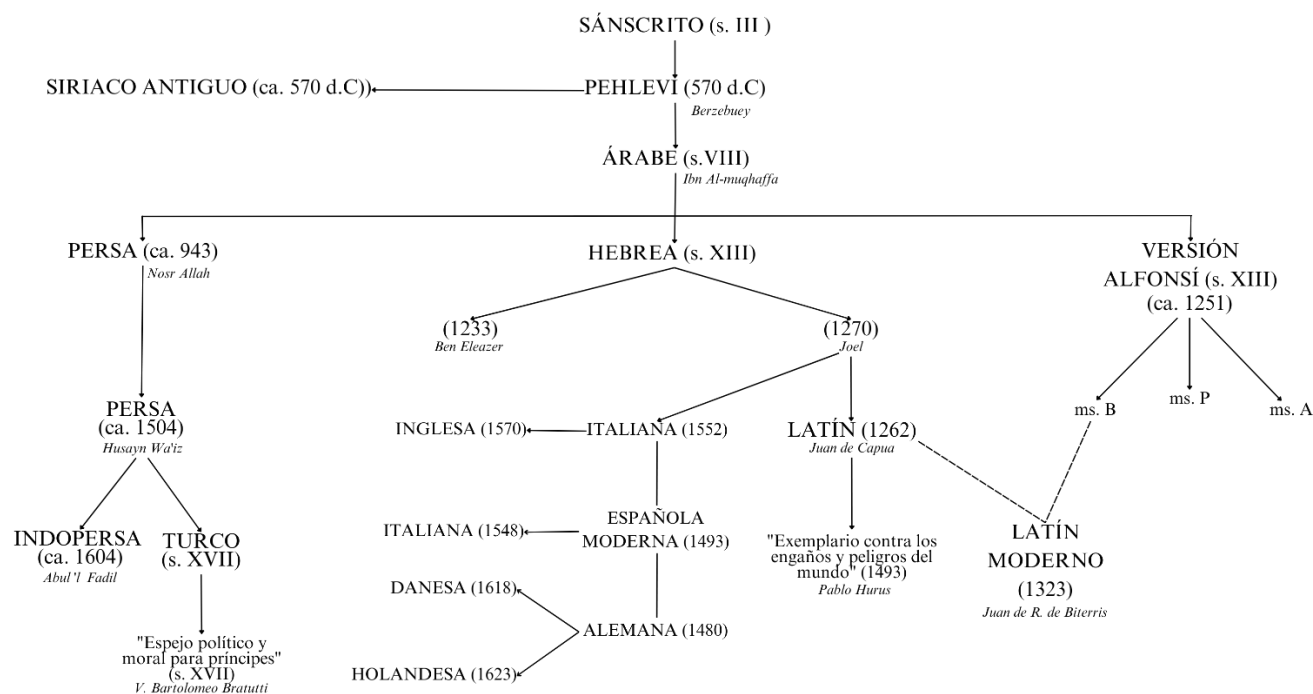 SÁNSCRITO (s. III )
SIRIACO ANTIGUO (ca. 570 d.C))
PEHLEVÍ (570 d.C)
Berzebuey
ÁRABE (s.VIII)
Ibn Al-muqhaffa
PERSA (ca. 943)
Nosr Allah
HEBREA (s. XIII)
VERSIÓN
ALFONSÍ (s. XIII)
(ca. 1251)
(1233)
Ben Eleazer
(1270)
Joel
ms. B
ms. P
ms. A
PERSA
(ca. 1504)
Husayn Wa'iz
INGLESA (1570)
ITALIANA (1552)
LATÍN (1262)
Juan de Capua
INDOPERSA
(ca. 1604)
Abul'l Fadil
TURCO
(s. XVII)
ITALIANA (1548)
ESPAÑOLA
MODERNA (1493)
"Exemplario contra los
engaños y peligros del
mundo" (1493)
Pablo Hurus
LATÍN
MODERNO
(1323)
Juan de R. de Biterris
DANESA (1618)
ALEMANA (1480)
HOLANDESA (1623)
"Espejo político y
moral para príncipes"
(s. XVII)
V. Bartolomeo Bratutti